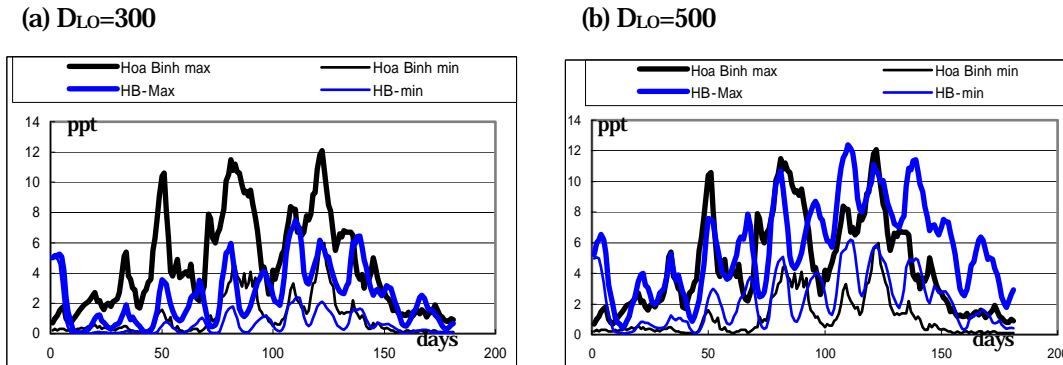 (a) DLO=300
Hoa Binh max
Hoa Binh min
HB-Max
HB-min
14
ppt
12
10
8
6
4
2
0
days
0
50
100
150
200
(b) DLO=500
Hoa Binh max
Hoa Binh min
HB-Max
HB-min
14
ppt
12
10
8
6
4
2
0
days
0
50
100
150
200